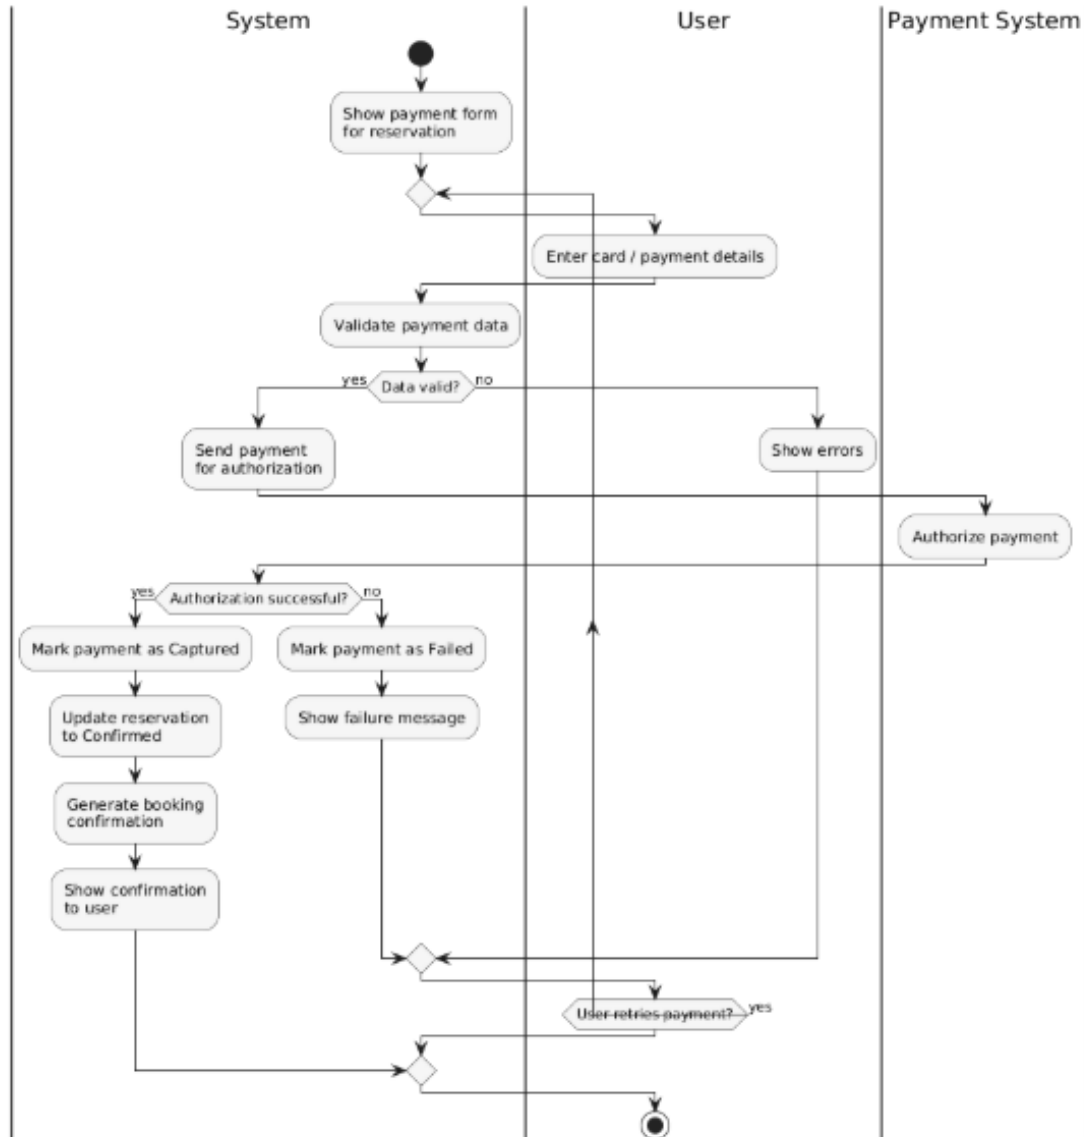 System
User
Payment System
Show payment form
for reservation
Enter card / payment details
Validate payment data
yes
Data valid?
no
Send payment
for authorization
Show errors
Authorize payment
yes
Authorization successful?
no
Mark payment as Captured
Mark payment as Failed
Update reservation
to Confirmed
Show failure message
Generate booking
confirmation
Show confirmation
to user
User retries payment?
yes